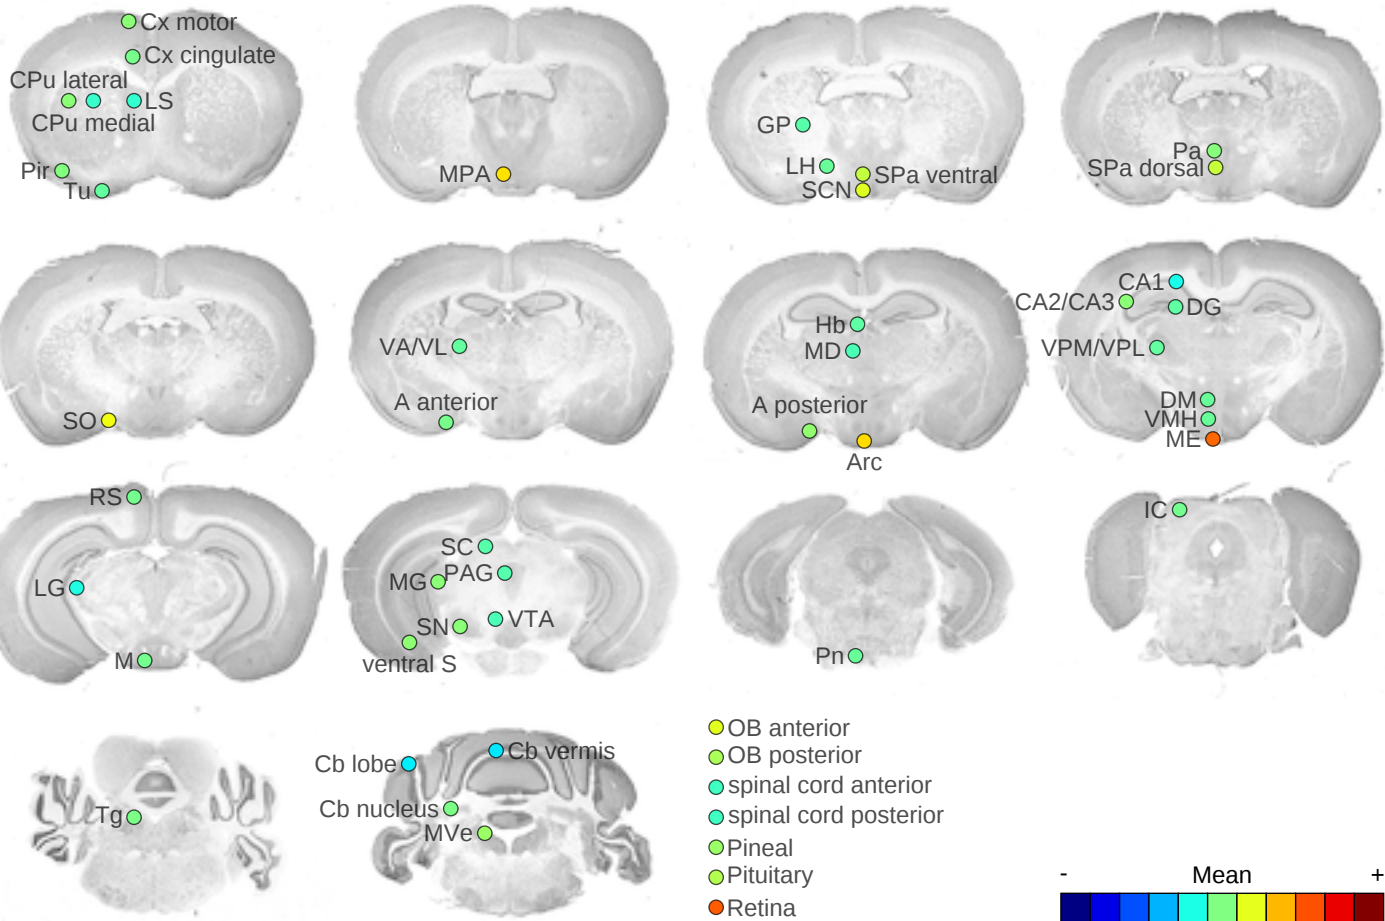 Cx motor
Cx cingulate
CPu lateral
LS
CPu medial
Pir
Tu
MPA
GP
LH
SPa ventral
SCN
Pa
SPa dorsal
SO
VA/VL
A anterior
Hb
MD
A posterior
Arc
CA1
CA2/CA3
DG
VPM/VPL
DM
VMH
ME
RS
LG
M
SC
MG
PAG
SN
VTA
ventral S
Pn
IC
Tg
Cb lobe
Cb vermis
Cb nucleus
MVe
OB anterior
OB posterior
spinal cord anterior
spinal cord posterior
Pineal
Pituitary
Retina
- Mean +